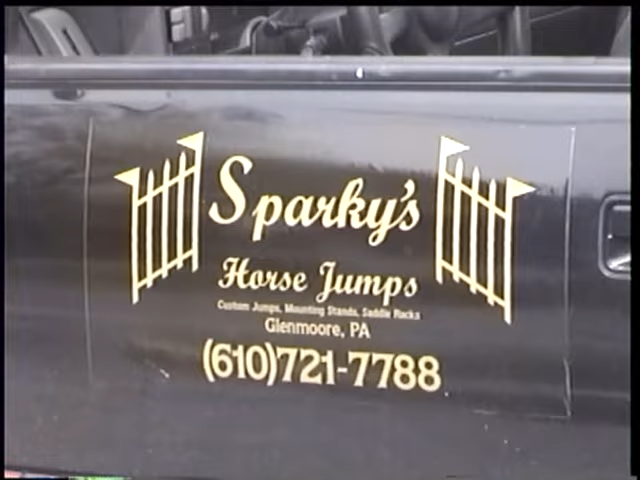 Sparky's
Horse Jumps
Custom Jumps, Mounting Stands, Saddle Racks
Glenmoore, PA
(610)721-7788